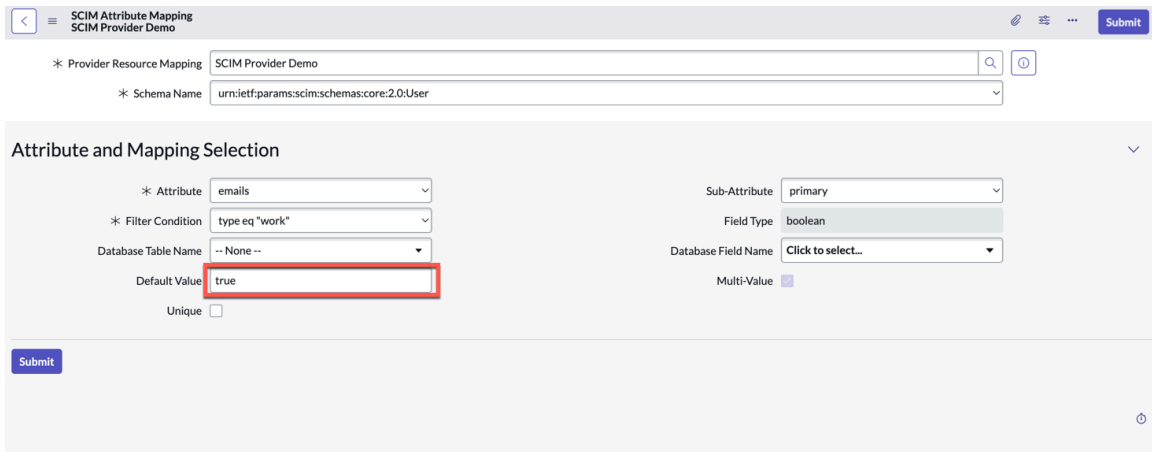 SCIM Attribute Mapping
SCIM Provider Demo
Submit
Provider Resource Mapping SCIM Provider Demo
Schema Name urn:ietf:params:scim:schemas:core:2.0:User
Attribute and Mapping Selection
Attribute emails
Sub-Attribute primary
Filter Condition type eq "work"
Field Type boolean
Database Table Name -- None --
Database Field Name Click to select...
Default Value true
Multi-Value
Unique
Submit